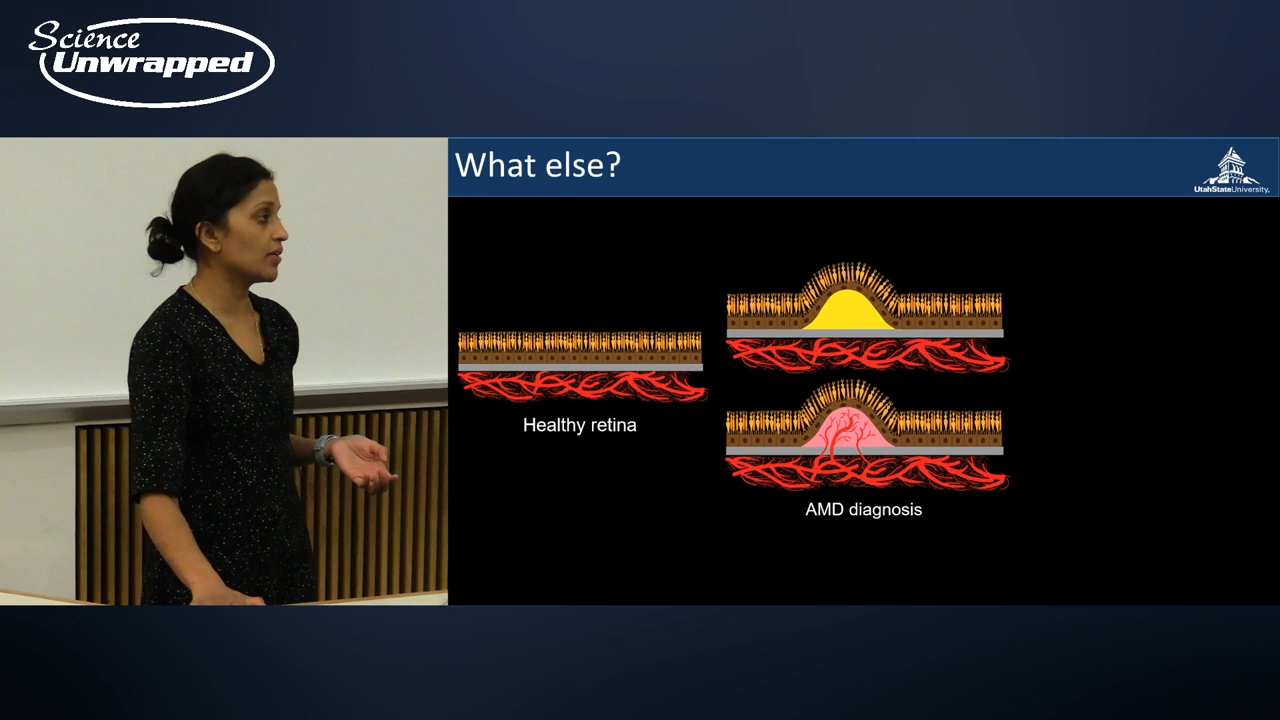 Science
Unwrapped
What else?
UtahStateUniversity.
Healthy retina
AMD diagnosis